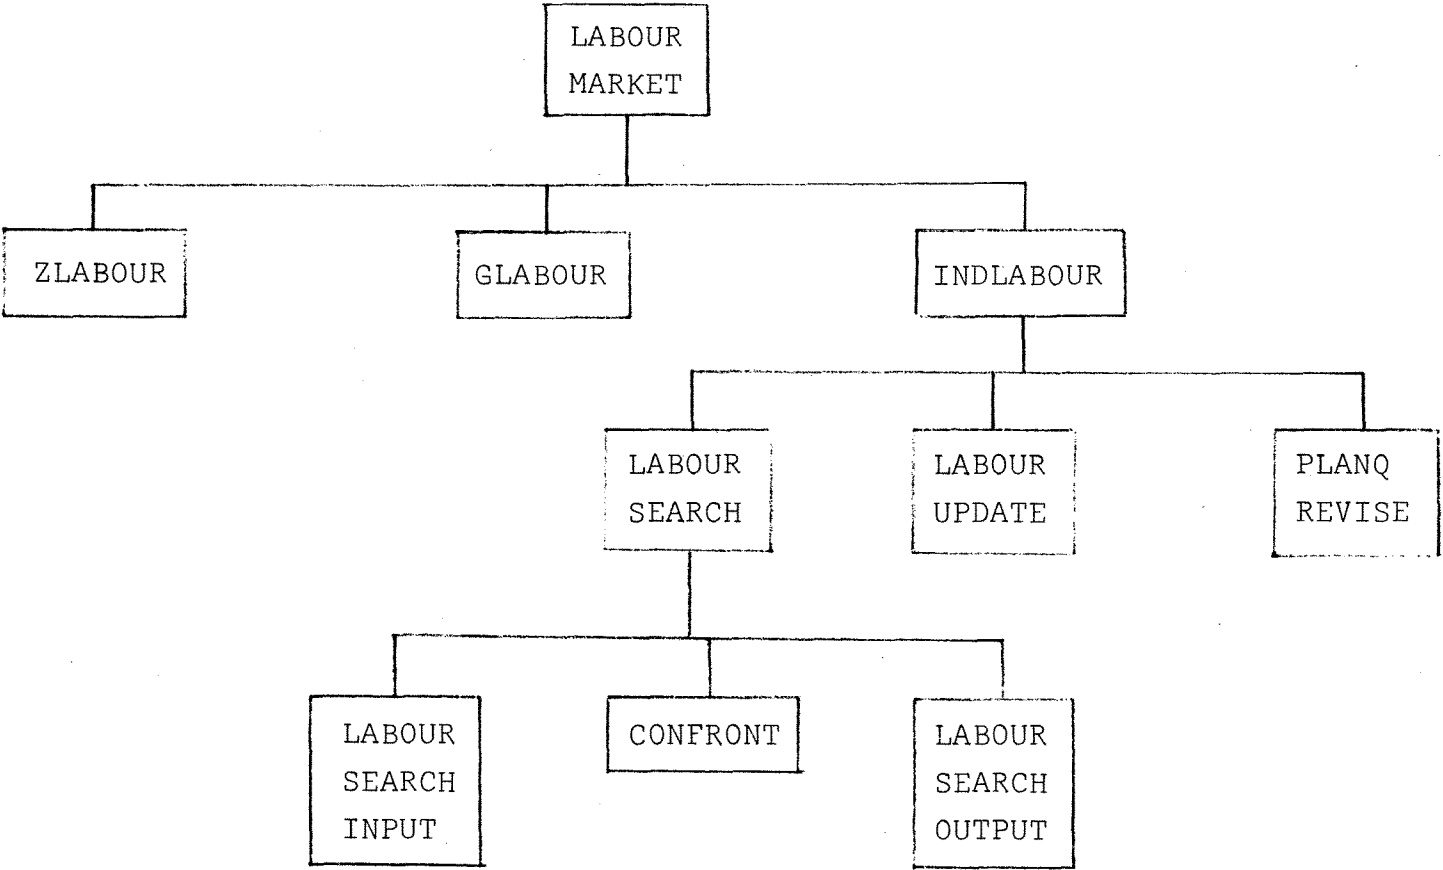 LABOUR
MARKET
ZLABOUR
GLABOUR
INDLABOUR
LABOUR
SEARCH
LABOUR
UPDATE
PLANQ
REVISE
LABOUR
SEARCH
INPUT
CONFRONT
LABOUR
SEARCH
OUTPUT